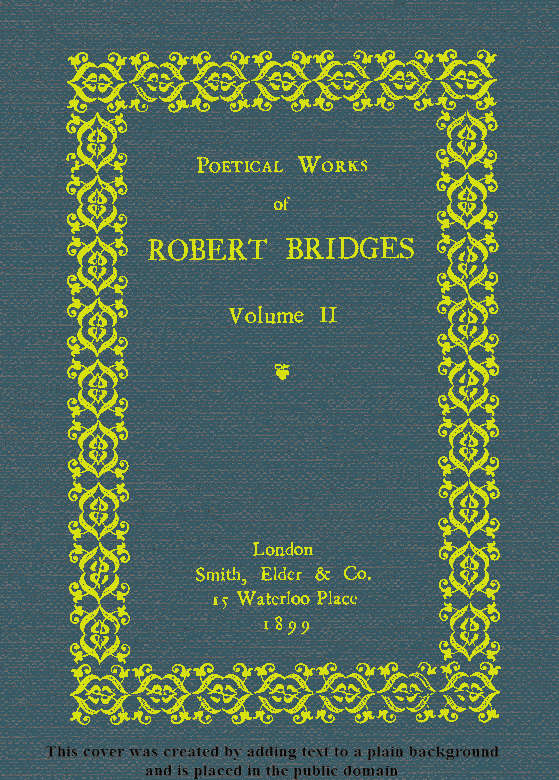 Poetical Works
of
ROBERT BRIDGES
Volume II
London
Smith, Elder & Co.
15 Waterloo Place
1899
This cover was created by adding text to a plain background
and is placed in the public domain